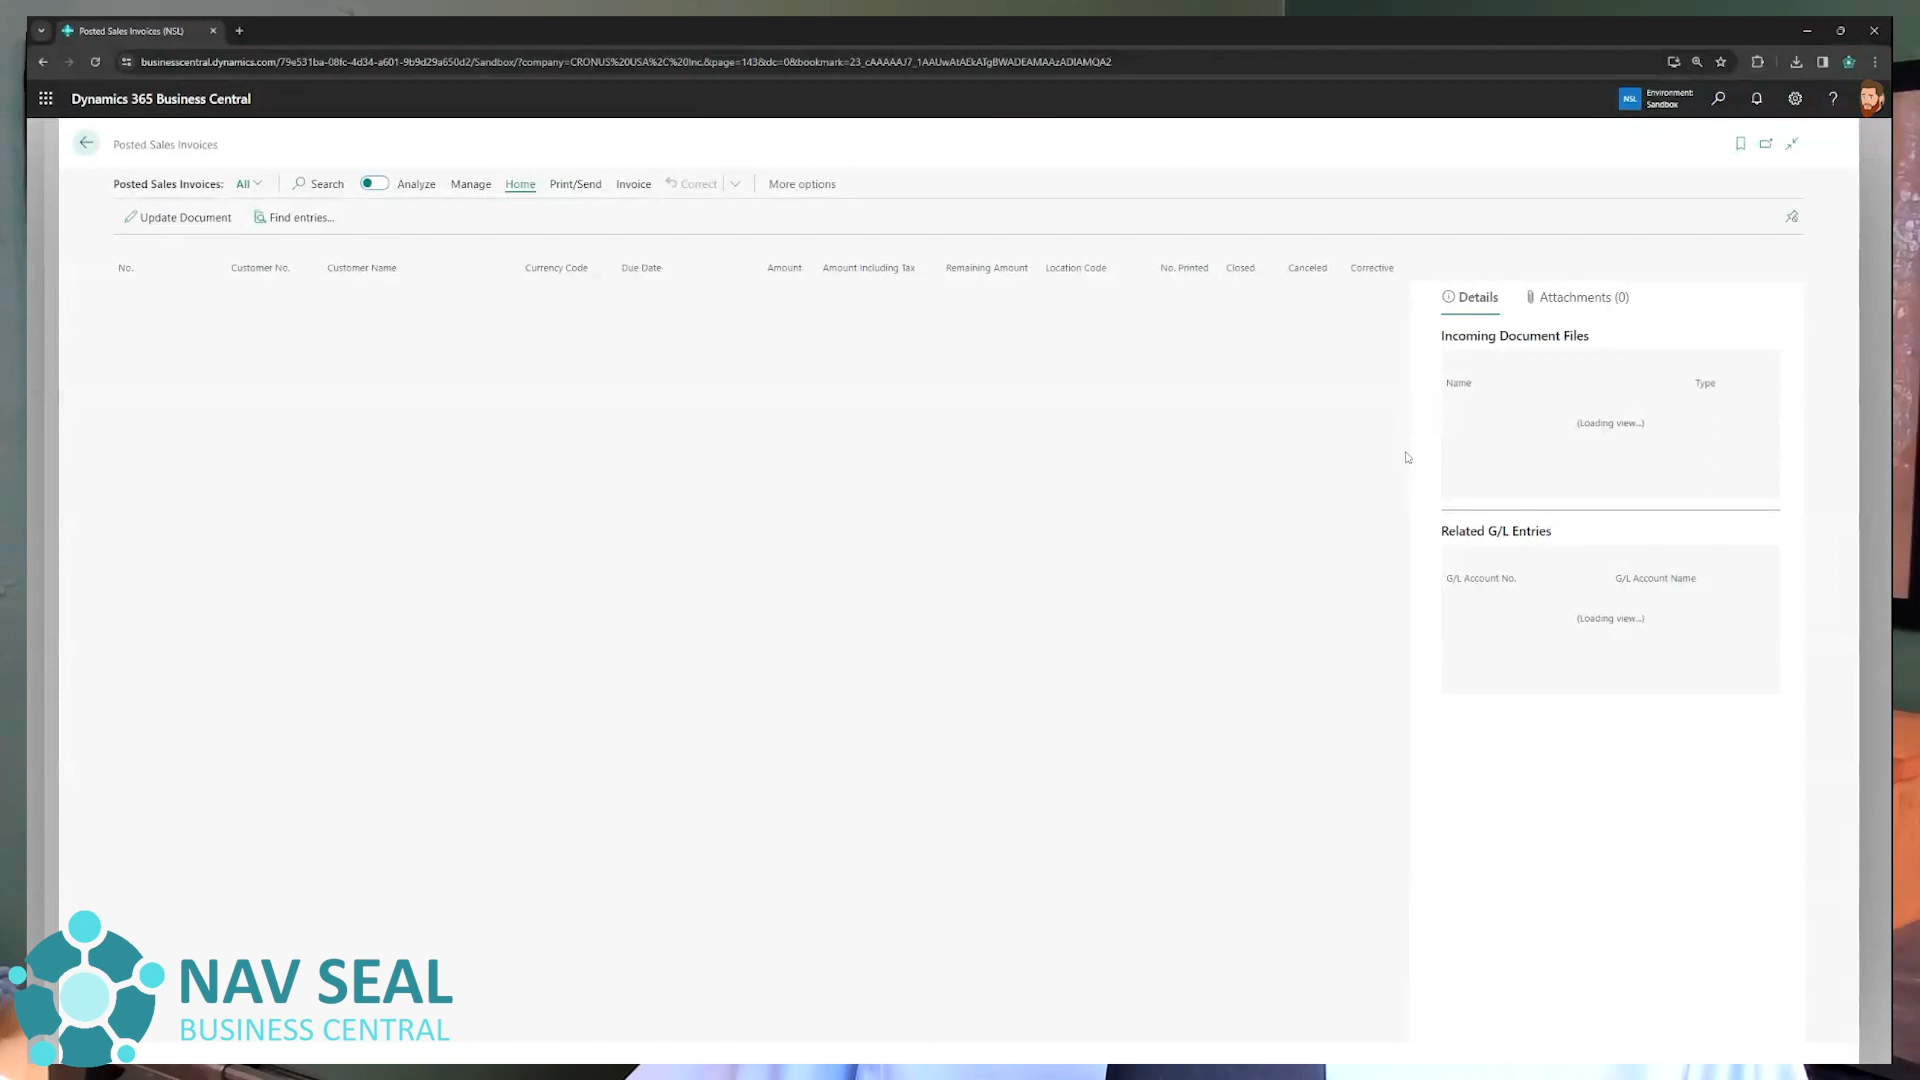 Posted Sales Invoices (NSL)
businesscentral.dynamics.com/79e531ba-08fc-4d34-a601-9b9d29a650d2/Sandbox/?company=CRONUS%20USA%2C%20Inc.&page=143&dc=0&bookmark=23_cAAAAAJ7_1AAUwAtAEkATgBWADEAMAAzADIAMQA2
Dynamics 365 Business Central
NSL
Environment:
Sandbox
Posted Sales Invoices
Posted Sales Invoices: All Search Analyze Manage Home Print/Send Invoice Correct More options
Update Document Find entries...
No. Customer No. Customer Name Currency Code Due Date Amount Amount Including Tax Remaining Amount Location Code No. Printed Closed Canceled Corrective
Details Attachments (0)
Incoming Document Files
Name Type
(Loading view...)
Related G/L Entries
G/L Account No. G/L Account Name
(Loading view...)
NAV SEAL
BUSINESS CENTRAL